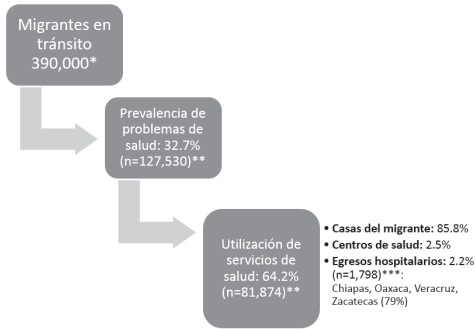 Migrantes en
tránsito
390,000*
Prevalencia de
problemas de
salud: 32.7%
(n=127,530)**
Utilización de
servicios de
salud: 64.2%
(n=81,874)**
• Casas del migrante: 85.8%
• Centros de salud: 2.5%
• Egresos hospitalarios: 2.2%
(n=1,798)***:
Chiapas, Oaxaca, Veracruz,
Zacatecas (79%)